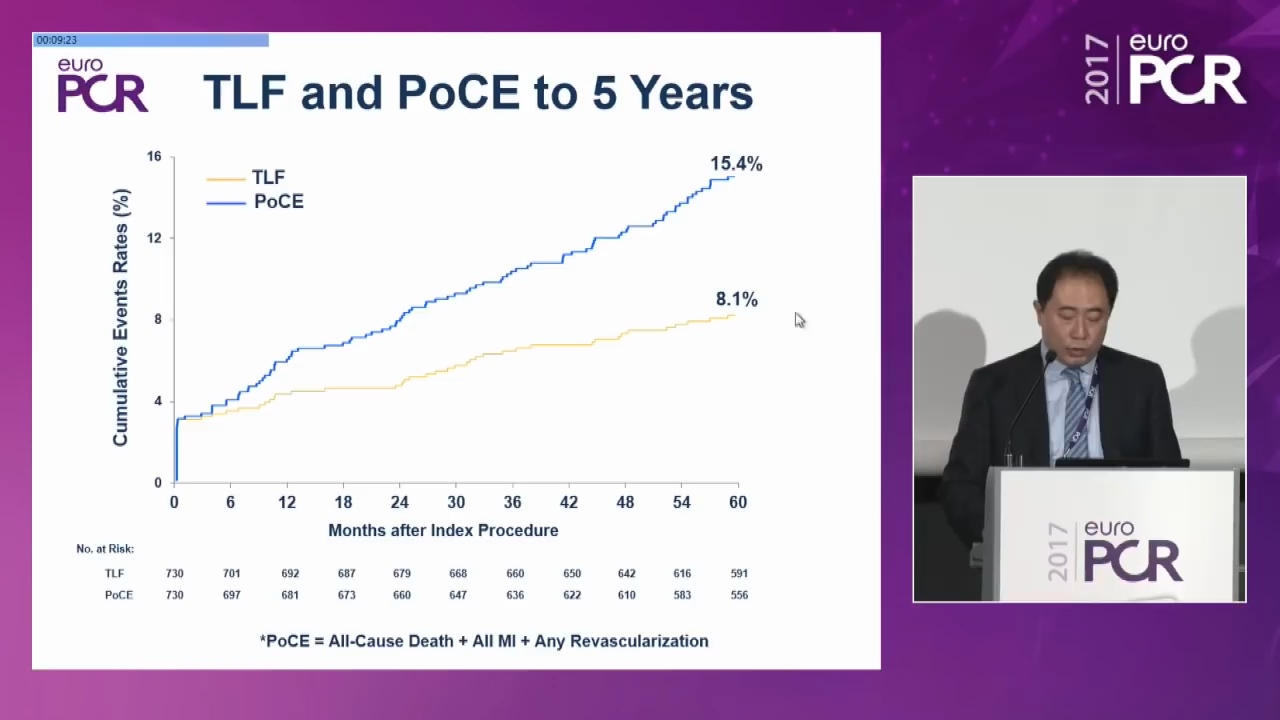 00:09:23
euro
PCR
TLF and PoCE to 5 Years
2017
euro
PCR
Cumulative Events Rates (%)
16
12
8
4
0
TLF
PoCE
15.4%
8.1%
0 6 12 18 24 30 36 42 48 54 60
Months after Index Procedure
No. at Risk:
TLF 730 701 692 687 679 668 660 650 642 616 591
PoCE 730 697 681 673 660 647 636 622 610 583 556
*PoCE = All-Cause Death + All MI + Any Revascularization
2017
euro
PCR